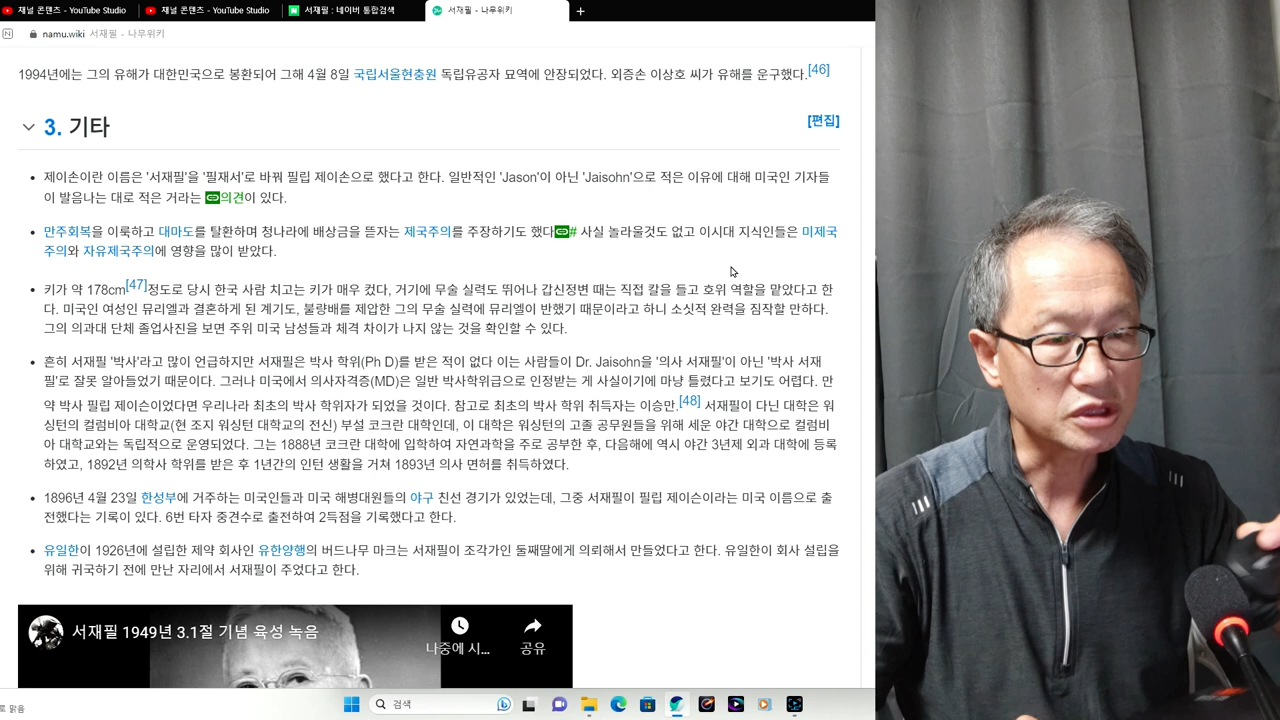 재널 콘텐츠 - YouTube Studio
재널 콘텐츠 - YouTube Studio
서재필 : 네이버 통합검색
서재필 - 나무위키
namu.wiki 서재필 - 나무위키
1994년에는 그의 유해가 대한민국으로 봉환되어 그해 4월 8일 국립서울현충원 독립유공자 묘역에 안장되었다. 외증손 이상호 씨가 유해를 운구했다.[46]
3. 기타
[편집]
제이손이란 이름은 '서재필'을 '필재서'로 바꿔 필립 제이손으로 했다고 한다. 일반적인 'Jason'이 아닌 'Jaisohn'으로 적은 이유에 대해 미국인 기자들
이 발음나는 대로 적은 거라는 의견이 있다.
만주회복을 이룩하고 대마도를 탈환하며 청나라에 배상금을 뜯자는 제국주의를 주장하기도 했다# 사실 놀라울것도 없고 이시대 지식인들은 미제국
주의와 자유제국주의에 영향을 많이 받았다.
키가 약 178cm[47]정도로 당시 한국 사람 치고는 키가 매우 컸다, 거기에 무술 실력도 뛰어나 갑신정변 때는 직접 칼을 들고 호위 역할을 맡았다고 한
다. 미국인 여성인 뮤리엘과 결혼하게 된 계기도, 불량배를 제압한 그의 무술 실력에 뮤리엘이 반했기 때문이라고 하니 소싯적 완력을 짐작할 만하다.
그의 의과대 단체 졸업사진을 보면 주위 미국 남성들과 체격 차이가 나지 않는 것을 확인할 수 있다.
흔히 서재필 '박사'라고 많이 언급하지만 서재필은 박사 학위(Ph D)를 받은 적이 없다 이는 사람들이 Dr. Jaisohn을 '의사 서재필'이 아닌 '박사 서재
필'로 잘못 알아들었기 때문이다. 그러나 미국에서 의사자격증(MD)은 일반 박사학위급으로 인정받는 게 사실이기에 마냥 틀렸다고 보기도 어렵다. 만
약 박사 필립 제이슨이었다면 우리나라 최초의 박사 학위자가 되었을 것이다. 참고로 최초의 박사 학위 취득자는 이승만.[48] 서재필이 다닌 대학은 워
싱턴의 컬럼비아 대학교(현 조지 워싱턴 대학교의 전신) 부설 코크란 대학인데, 이 대학은 워싱턴의 고졸 공무원들을 위해 세운 야간 대학으로 컬럼비
아 대학교와는 독립적으로 운영되었다. 그는 1888년 코크란 대학에 입학하여 자연과학을 주로 공부한 후, 다음해에 역시 야간 3년제 외과 대학에 등록
하였고, 1892년 의학사 학위를 받은 후 1년간의 인턴 생활을 거쳐 1893년 의사 면허를 취득하였다.
1896년 4월 23일 한성부에 거주하는 미국인들과 미국 해병대원들의 야구 친선 경기가 있었는데, 그중 서재필이 필립 제이슨이라는 미국 이름으로 출
전했다는 기록이 있다. 6번 타자 중견수로 출전하여 2득점을 기록했다고 한다.
유일한이 1926년에 설립한 제약 회사인 유한양행의 버드나무 마크는 서재필이 조각가인 둘째딸에게 의뢰해서 만들었다고 한다. 유일한이 회사 설립을
위해 귀국하기 전에 만난 자리에서 서재필이 주었다고 한다.
서재필 1949년 3.1절 기념 육성 녹음
나중에 시...
공유
로 맑음
검색